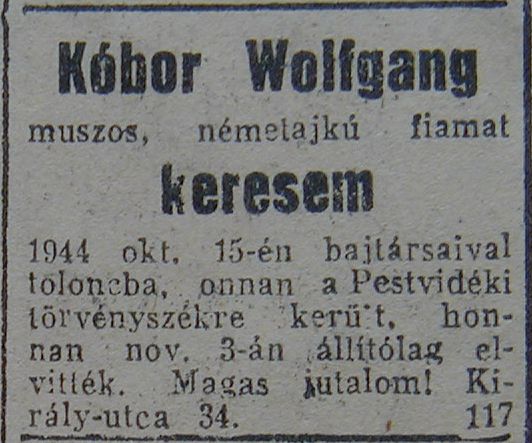 Kóbor Wolfgang
muszos, németajkú fiamat
keresem
1944 okt. 15-én bajtársaival
toloncba, onnan a Pestvidéki
törvényszékre került, hon-
nan nov. 3-án állítólag el-
vitték. Magas jutalom! Ki-
rály-utca 34. 117